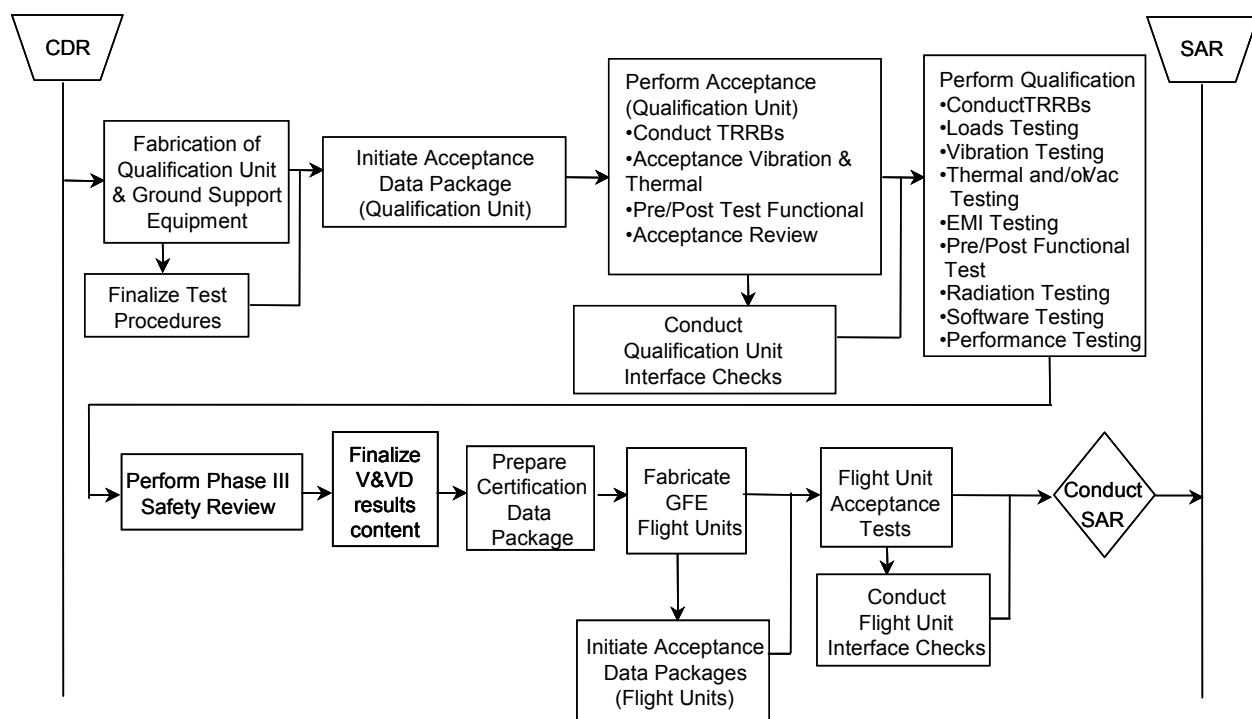 CDR
SAR
Fabrication of
Qualification Unit
& Ground Support
Equipment
Finalize Test
Procedures
Initiate Acceptance
Data Package
(Qualification Unit)
Perform Acceptance
(Qualification Unit)
•Conduct TRRBs
•Acceptance Vibration &
Thermal
•Pre/Post Test Functional
•Acceptance Review
Conduct
Qualification Unit
Interface Checks
Perform Qualification
•ConductTRRBs
•Loads Testing
•Vibration Testing
•Thermal and/orVac
Testing
•EMI Testing
•Pre/Post Functional
Test
•Radiation Testing
•Software Testing
•Performance Testing
Perform Phase III
Safety Review
Finalize
V&VD
results
content
Prepare
Certification
Data
Package
Fabricate
GFE
Flight Units
Initiate Acceptance
Data Packages
(Flight Units)
Flight Unit
Acceptance
Tests
Conduct
Flight Unit
Interface Checks
Conduct
SAR